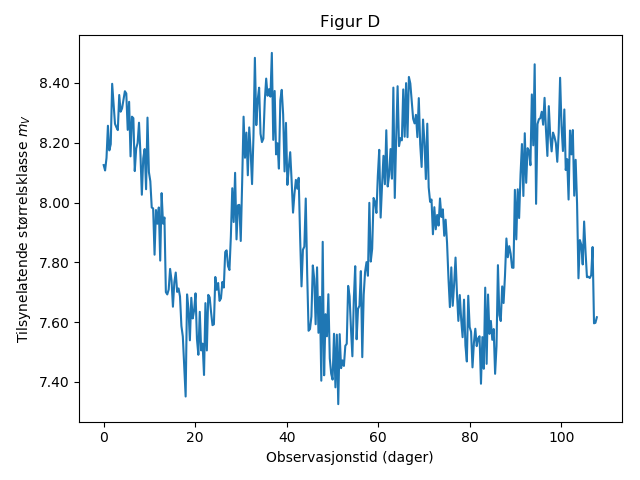 Figur D
Tilsynelatende størrelsklasse $m_V$
8.40
8.20
8.00
7.80
7.60
7.40
0 20 40 60 80 100
Observasjonstid (dager)